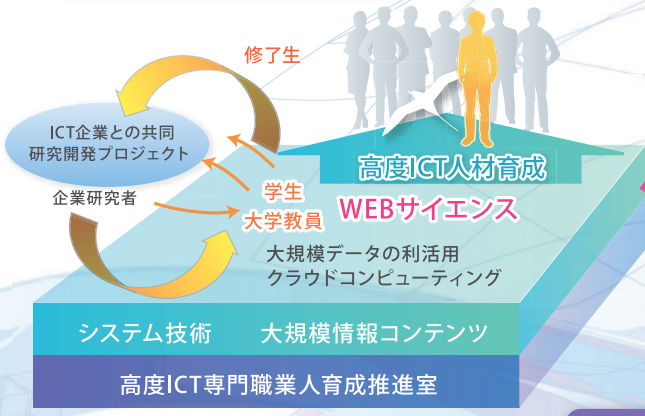 修了生
ICT企業との共同
研究開発プロジェクト
企業研究者
学生
大学教員
高度ICT人材育成
WEBサイエンス
大規模データの利活用
クラウドコンピューティング
システム技術 大規模情報コンテンツ
高度ICT専門職業人育成推進室